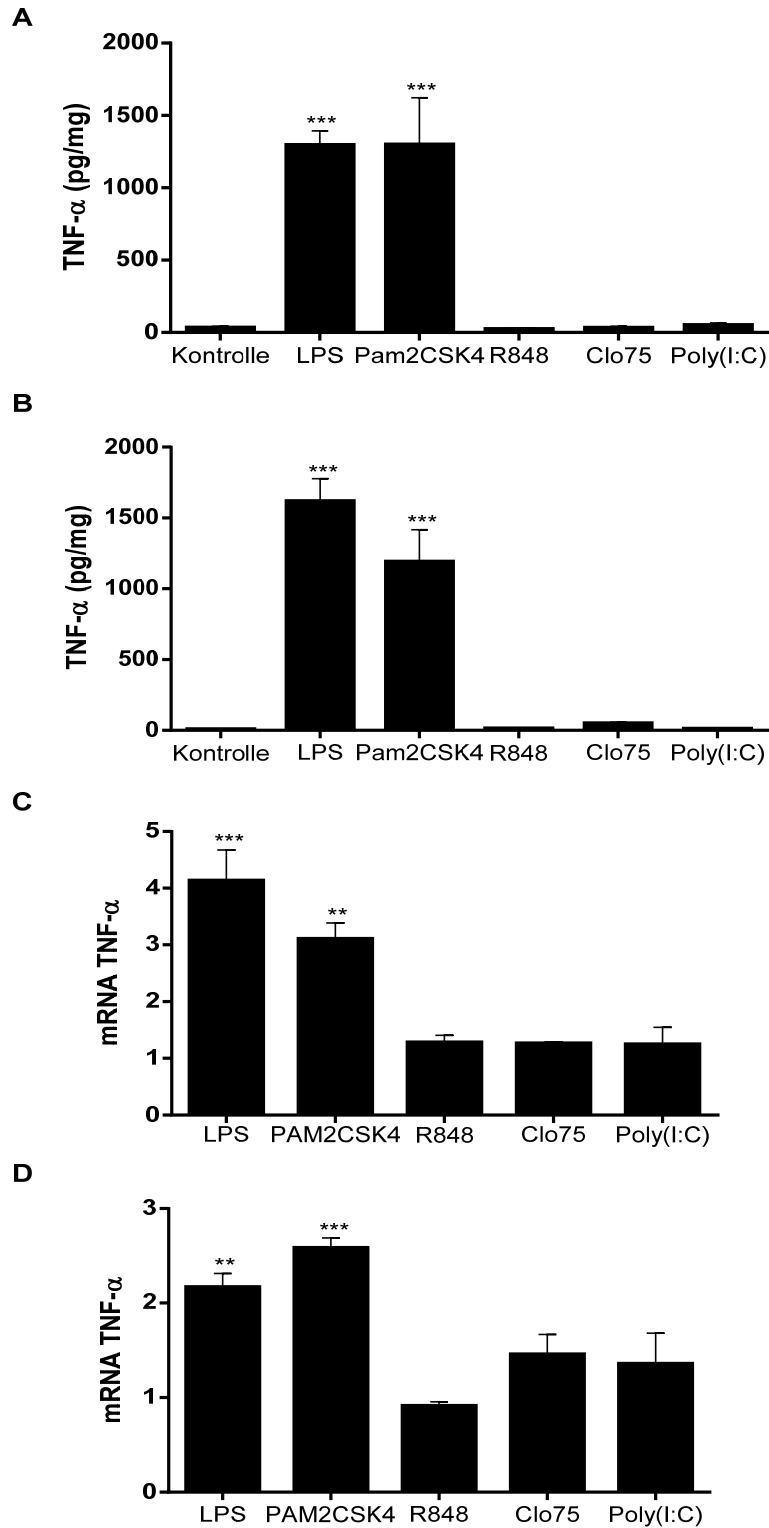 A
2000
***
***
1500
TNF-α (pg/mg)
1000
500
0
Kontrolle LPS Pam2CSK4 R848 Clo75 Poly(I:C)
B
2000
***
***
1500
TNF-α (pg/mg)
1000
500
0
Kontrolle LPS Pam2CSK4 R848 Clo75 Poly(I:C)
C
5
***
4
**
mRNA TNF-α
3
2
1
0
LPS PAM2CSK4 R848 Clo75 Poly(I:C)
D
3
***
**
mRNA TNF-α
2
1
0
LPS PAM2CSK4 R848 Clo75 Poly(I:C)